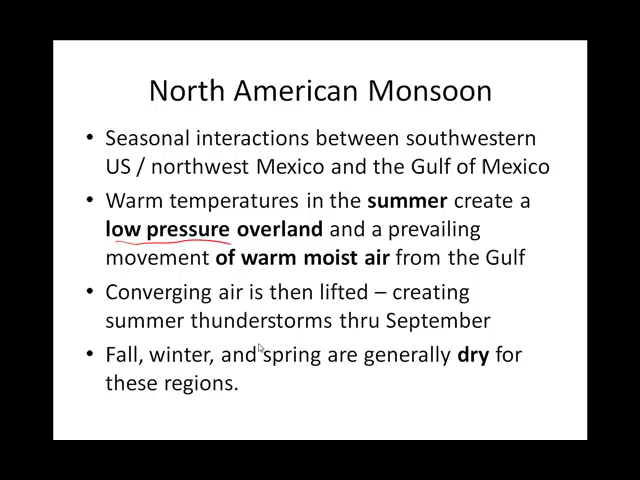 North American Monsoon
• Seasonal interactions between southwestern
US / northwest Mexico and the Gulf of Mexico
• Warm temperatures in the summer create a
low pressure overland and a prevailing
movement of warm moist air from the Gulf
• Converging air is then lifted – creating
summer thunderstorms thru September
• Fall, winter, and spring are generally dry for
these regions.